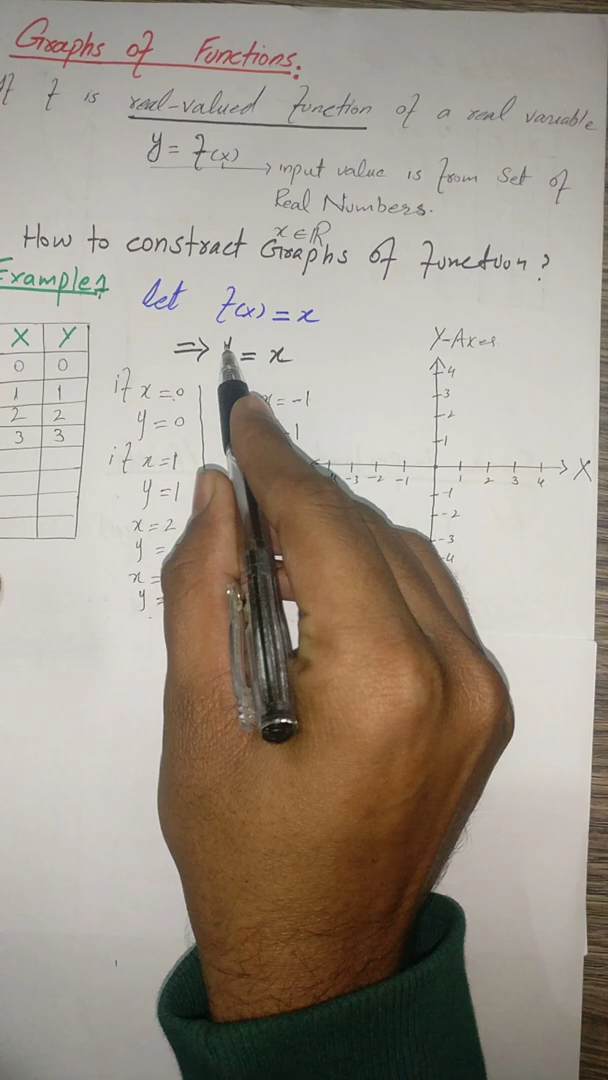 Graphs of Functions.
If f is real-valued function of a real variable
y = f(x)
→ input value is from Set of
Real Numbers.
x ∈ ℝ
How to constract Graphs of function?
Example
let f(x) = x
⇒ y = x
X Y
0 0
1 1
2 2
3 3
if x = 0
y = 0
if x = 1
y = 1
x = 2
y =
x =
y =
x = -1
1
Y-Axes
4
3
2
1
-3 -2 -1 1 2 3 4 X
-1
-2
-3
-4